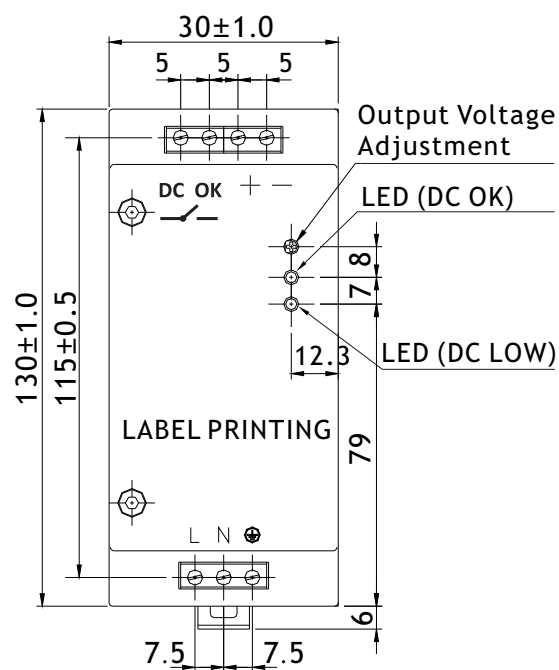 30±1.0
5 5 5
Output Voltage
Adjustment
DC OK + −
LED (DC OK)
8
7
130±1.0
115±0.5
12.3
LED (DC LOW)
LABEL PRINTING
79
L N
6
7.5 7.5